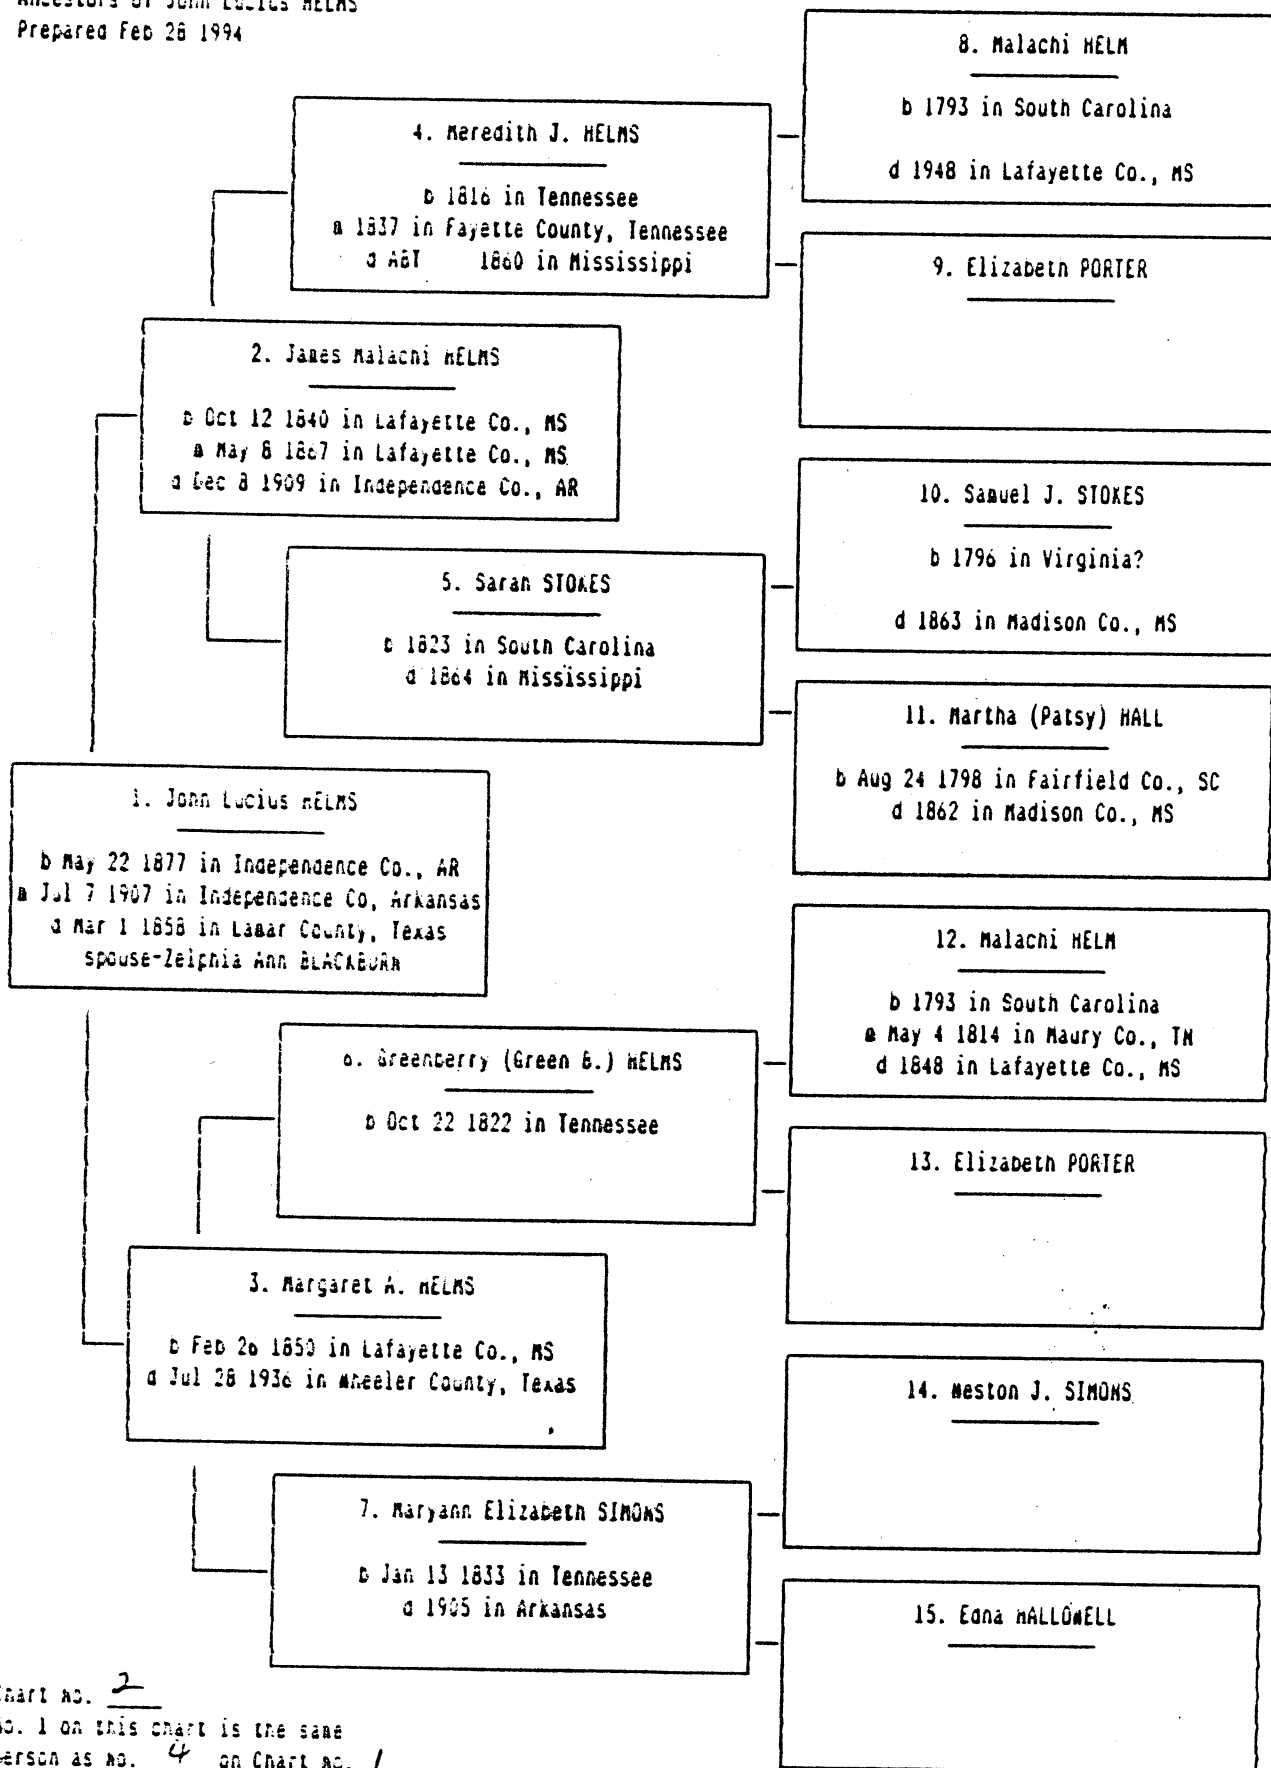 Ancestors of John Lucius HELMS
Prepared Feb 28 1994
8. Malachi HELM
b 1793 in South Carolina
d 1948 in Lafayette Co., MS
4. Meredith J. HELMS
b 1816 in Tennessee
m 1837 in Fayette County, Tennessee
d ABT 1860 in Mississippi
9. Elizabeth PORTER
2. James Malachi HELMS
b Oct 12 1840 in Lafayette Co., MS
m May 8 1867 in Lafayette Co., MS
d Dec 8 1909 in Independence Co., AR
10. Samuel J. STOKES
b 1796 in Virginia?
d 1863 in Madison Co., MS
5. Sarah STOKES
b 1823 in South Carolina
d 1864 in Mississippi
11. Martha (Patsy) HALL
b Aug 24 1798 in Fairfield Co., SC
d 1862 in Madison Co., MS
1. John Lucius HELMS
b May 22 1877 in Independence Co., AR
m Jul 7 1907 in Independence Co, Arkansas
d Mar 1 1858 in Lamar County, Texas
spouse-Zelphia Ann BLACKBURN
12. Malachi HELM
b 1793 in South Carolina
m May 4 1814 in Maury Co., TN
d 1848 in Lafayette Co., MS
6. Greenberry (Green B.) HELMS
b Oct 22 1822 in Tennessee
13. Elizabeth PORTER
3. Margaret A. HELMS
b Feb 26 1850 in Lafayette Co., MS
d Jul 28 1936 in Wheeler County, Texas
14. Weston J. SIMONS
7. Maryann Elizabeth SIMONS
b Jan 13 1833 in Tennessee
d 1905 in Arkansas
15. Edna HALLOWELL
Chart no. 2
No. 1 on this chart is the same
person as no. 4 on Chart no. 1